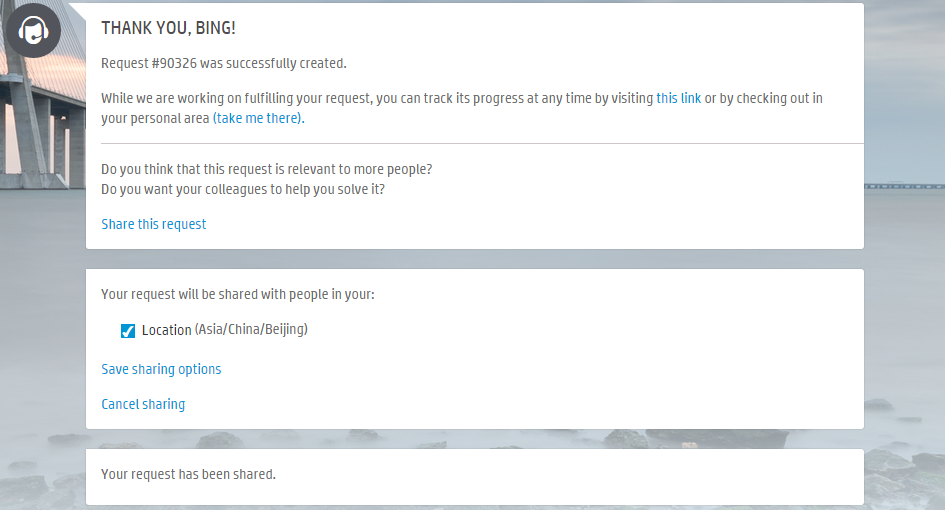 THANK YOU, BING!
Request #90326 was successfully created.
While we are working on fulfilling your request, you can track its progress at any time by visiting this link or by checking out in
your personal area (take me there).
Do you think that this request is relevant to more people?
Do you want your colleagues to help you solve it?
Share this request
Your request will be shared with people in your:
Location (Asia/China/Beijing)
Save sharing options
Cancel sharing
Your request has been shared.